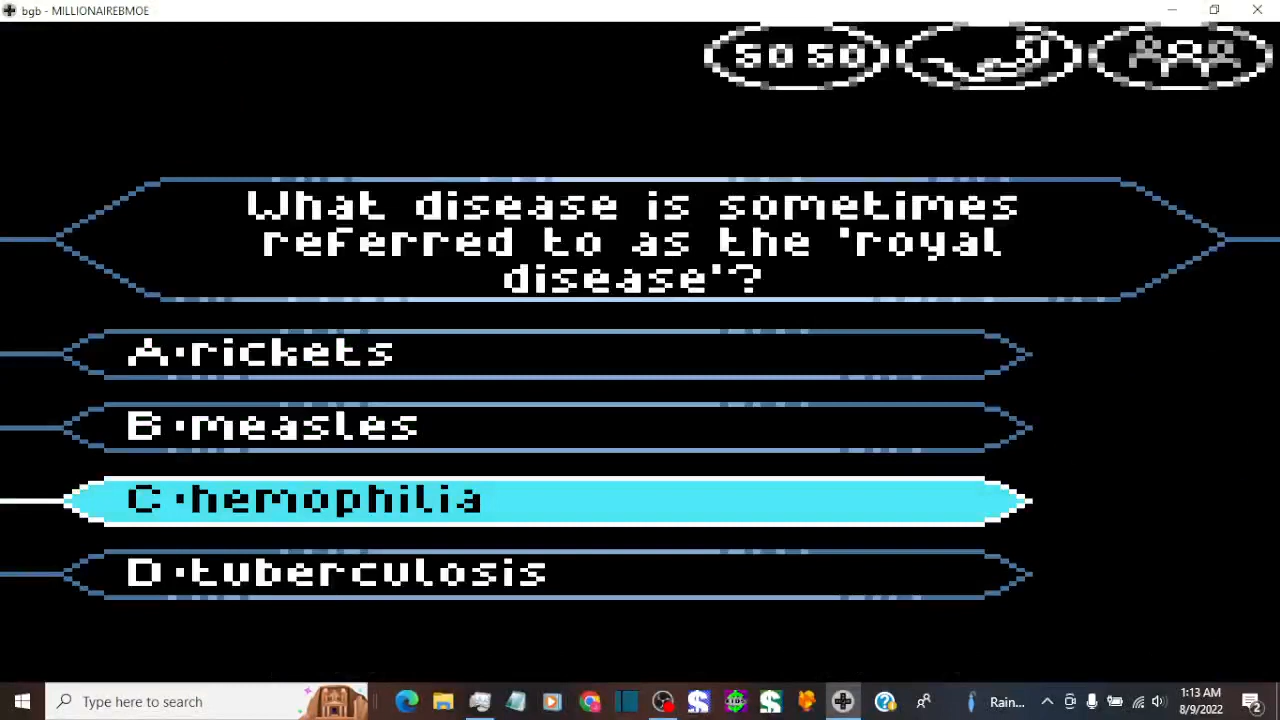 bgb - MILLIONAIREBMOE
50 50
What disease is sometimes
referred to as the 'royal
disease'?
A·rickets
B·measles
C·hemophilia
D·tuberculosis
Type here to search
Rain...
1:13 AM
8/9/2022
2